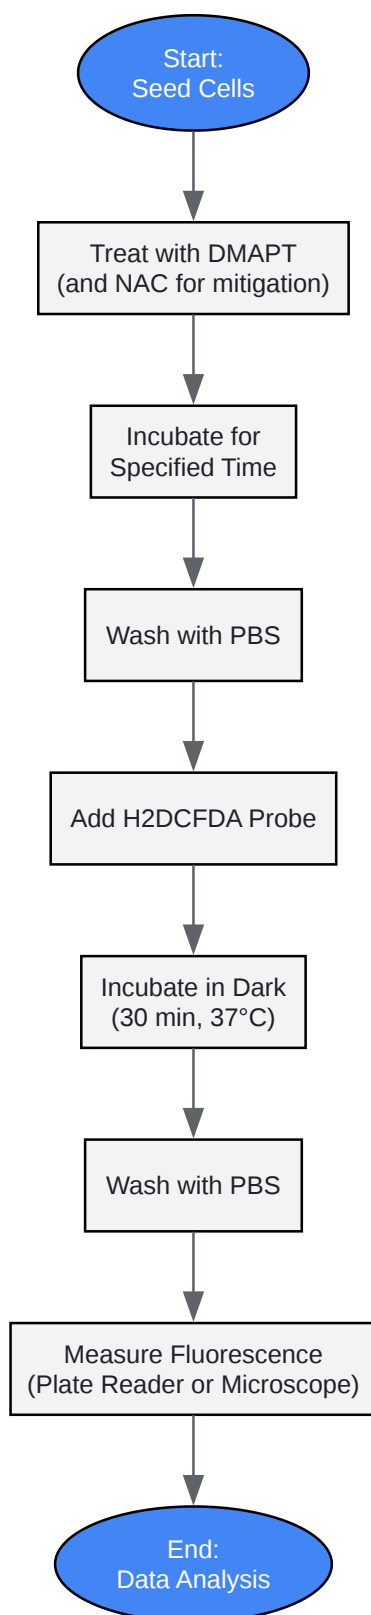 Start:
Seed Cells
Treat with DMAPT
(and NAC for mitigation)
Incubate for
Specified Time
Wash with PBS
Add H2DCFDA Probe
Incubate in Dark
(30 min, 37°C)
Wash with PBS
Measure Fluorescence
(Plate Reader or Microscope)
End:
Data Analysis